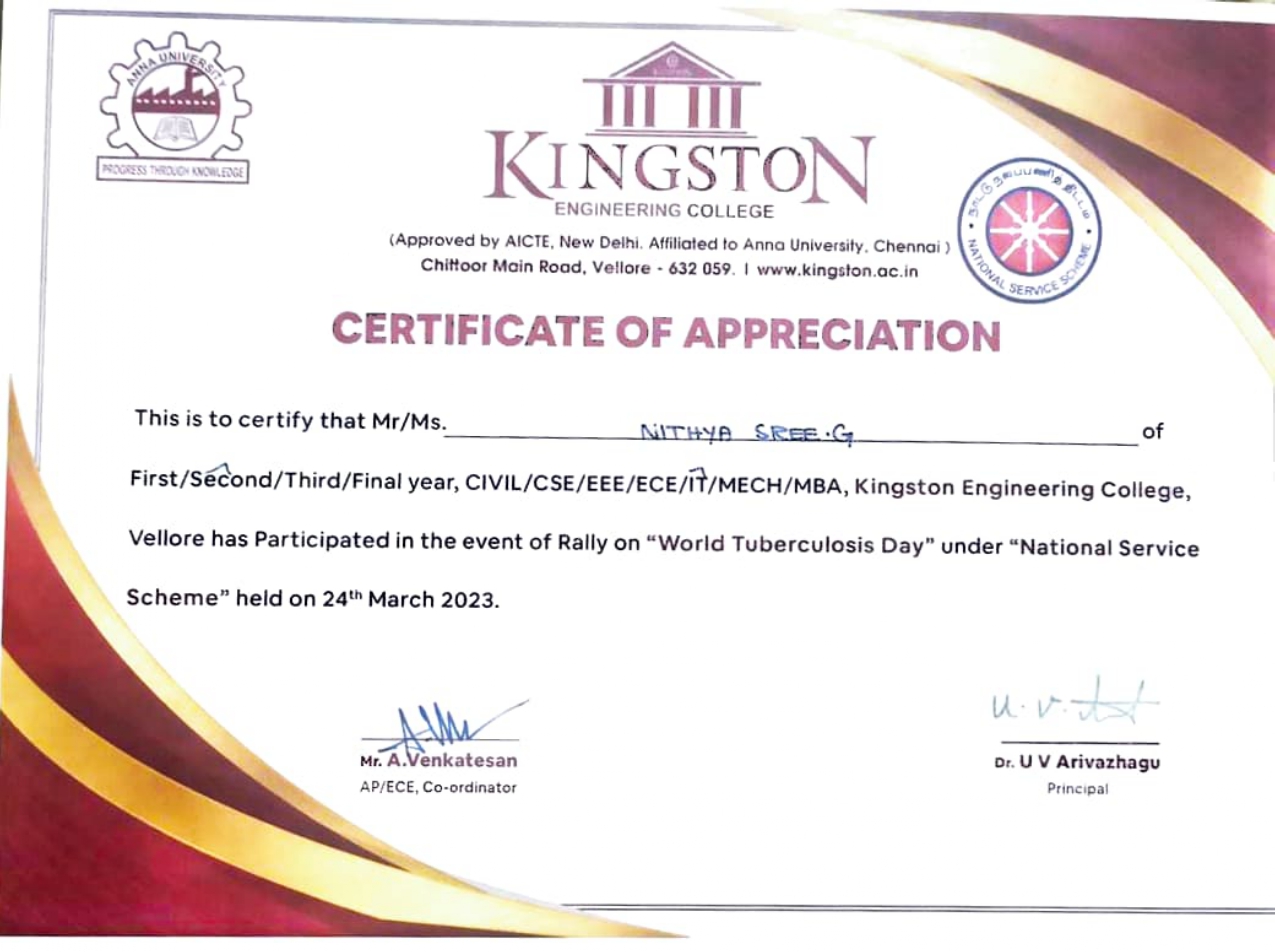 ANNA UNIVERSITY
PROGRESS THROUGH KNOWLEDGE
KINGSTON
ENGINEERING COLLEGE
(Approved by AICTE, New Delhi. Affiliated to Anna University, Chennai )
Chittoor Main Road, Vellore - 632 059. I www.kingston.ac.in
நாட்டு நலப்பணித் திட்டம்
NATIONAL SERVICE SCHEME
CERTIFICATE OF APPRECIATION
This is to certify that Mr/Ms. NITHYA SREE.G of
First/Second/Third/Final year, CIVIL/CSE/EEE/ECE/IT/MECH/MBA, Kingston Engineering College,
Vellore has Participated in the event of Rally on “World Tuberculosis Day” under “National Service
Scheme” held on 24th March 2023.
U. V.
Mr. A.Venkatesan
Dr. U V Arivazhagu
AP/ECE, Co-ordinator
Principal